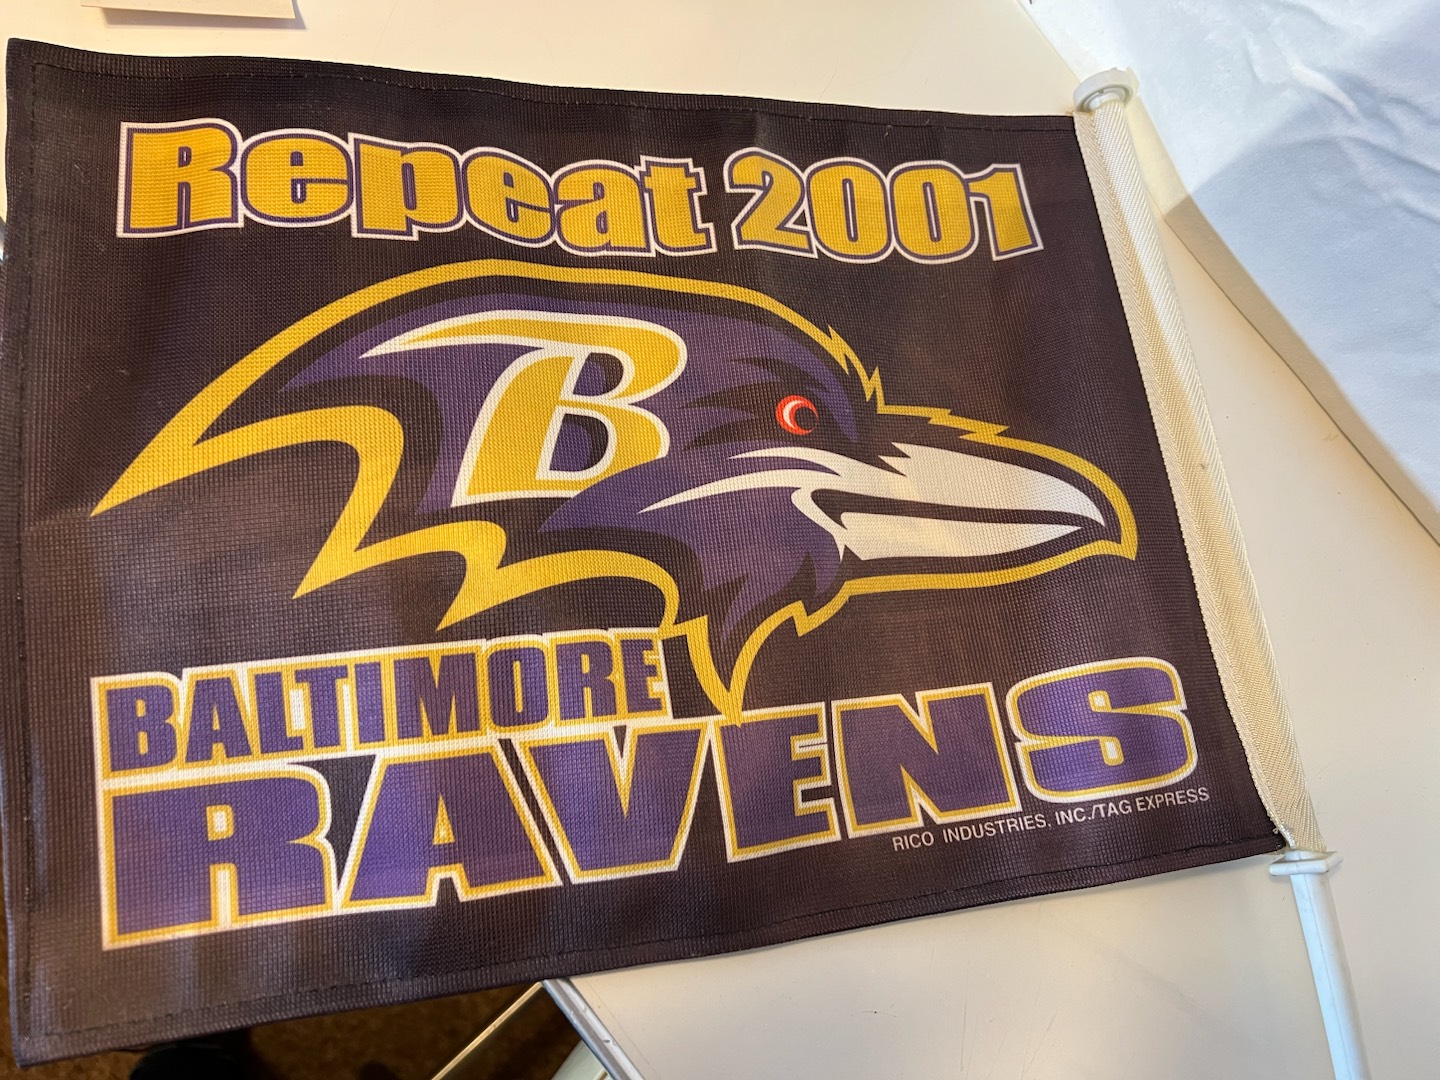 Repeat 2001
B
BALTIMORE
RAVENS
RICO INDUSTRIES, INC./TAG EXPRESS